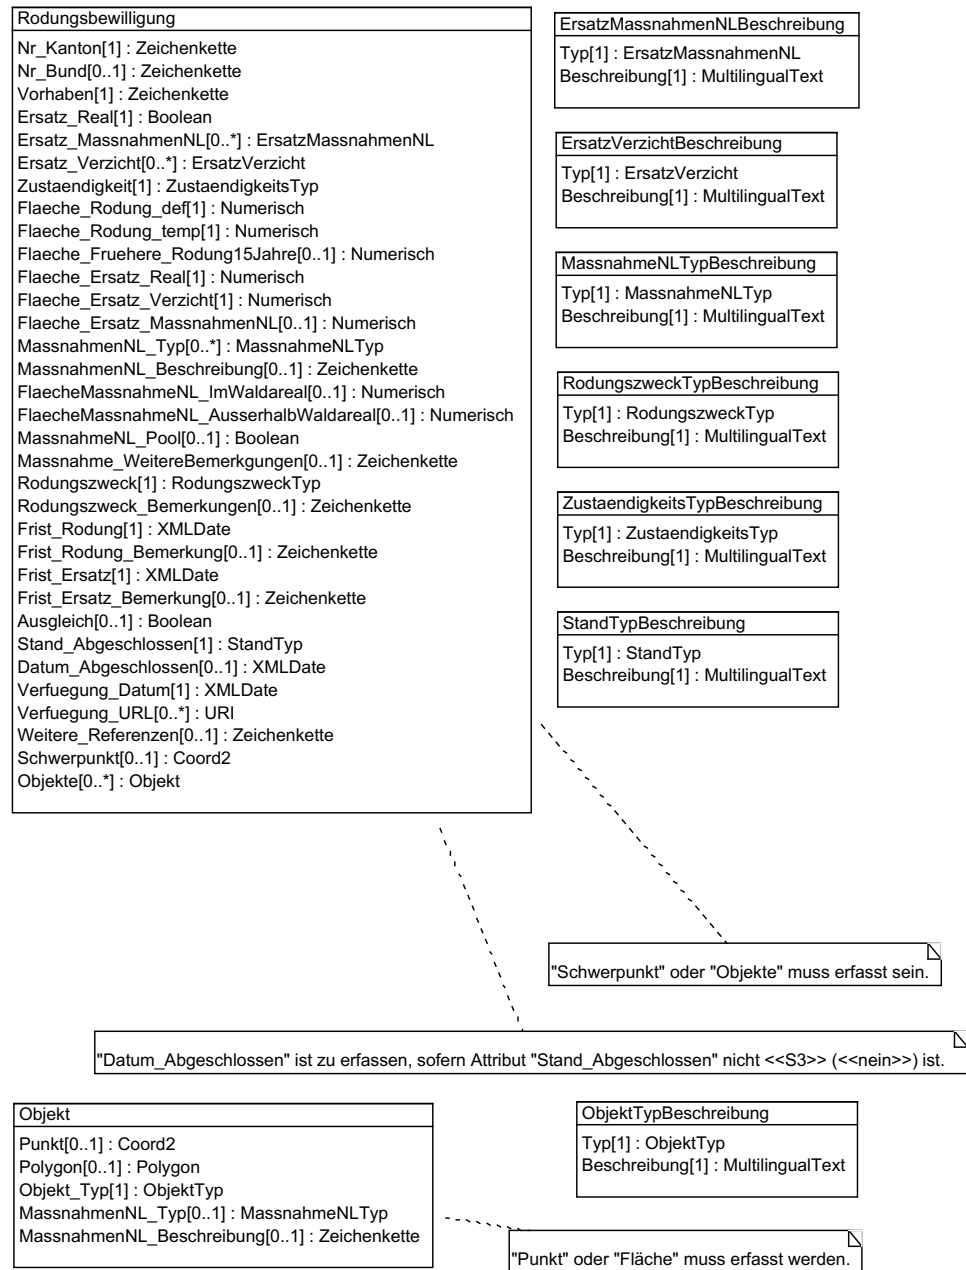 Rodungsbewilligung
Nr_Kanton[1] : Zeichenkette
Nr_Bund[0..1] : Zeichenkette
Vorhaben[1] : Zeichenkette
Ersatz_Real[1] : Boolean
Ersatz_MassnahmenNL[0..*] : ErsatzMassnahmenNL
Ersatz_Verzicht[0..*] : ErsatzVerzicht
Zustaendigkeit[1] : ZustaendigkeitsTyp
Flaeche_Rodung_def[1] : Numerisch
Flaeche_Rodung_temp[1] : Numerisch
Flaeche_Fruehere_Rodung15Jahre[0..1] : Numerisch
Flaeche_Ersatz_Real[1] : Numerisch
Flaeche_Ersatz_Verzicht[1] : Numerisch
Flaeche_Ersatz_MassnahmenNL[0..1] : Numerisch
MassnahmenNL_Typ[0..*] : MassnahmeNLTyp
MassnahmenNL_Beschreibung[0..1] : Zeichenkette
FlaecheMassnahmeNL_ImWaldareal[0..1] : Numerisch
FlaecheMassnahmeNL_AusserhalbWaldareal[0..1] : Numerisch
MassnahmeNL_Pool[0..1] : Boolean
Massnahme_WeitereBemerkgungen[0..1] : Zeichenkette
Rodungszweck[1] : RodungszweckTyp
Rodungszweck_Bemerkungen[0..1] : Zeichenkette
Frist_Rodung[1] : XMLDate
Frist_Rodung_Bemerkung[0..1] : Zeichenkette
Frist_Ersatz[1] : XMLDate
Frist_Ersatz_Bemerkung[0..1] : Zeichenkette
Ausgleich[0..1] : Boolean
Stand_Abgeschlossen[1] : StandTyp
Datum_Abgeschlossen[0..1] : XMLDate
Verfuegung_Datum[1] : XMLDate
Verfuegung_URL[0..*] : URI
Weitere_Referenzen[0..1] : Zeichenkette
Schwerpunkt[0..1] : Coord2
Objekte[0..*] : Objekt
ErsatzMassnahmenNLBeschreibung
Typ[1] : ErsatzMassnahmenNL
Beschreibung[1] : MultilingualText
ErsatzVerzichtBeschreibung
Typ[1] : ErsatzVerzicht
Beschreibung[1] : MultilingualText
MassnahmeNLTypBeschreibung
Typ[1] : MassnahmeNLTyp
Beschreibung[1] : MultilingualText
RodungszweckTypBeschreibung
Typ[1] : RodungszweckTyp
Beschreibung[1] : MultilingualText
ZustaendigkeitsTypBeschreibung
Typ[1] : ZustaendigkeitsTyp
Beschreibung[1] : MultilingualText
StandTypBeschreibung
Typ[1] : StandTyp
Beschreibung[1] : MultilingualText
"Schwerpunkt" oder "Objekte" muss erfasst sein.
"Datum_Abgeschlossen" ist zu erfassen, sofern Attribut "Stand_Abgeschlossen" nicht <<S3>> (<<nein>>) ist.
Objekt
Punkt[0..1] : Coord2
Polygon[0..1] : Polygon
Objekt_Typ[1] : ObjektTyp
MassnahmenNL_Typ[0..1] : MassnahmeNLTyp
MassnahmenNL_Beschreibung[0..1] : Zeichenkette
ObjektTypBeschreibung
Typ[1] : ObjektTyp
Beschreibung[1] : MultilingualText
"Punkt" oder "Fläche" muss erfasst werden.